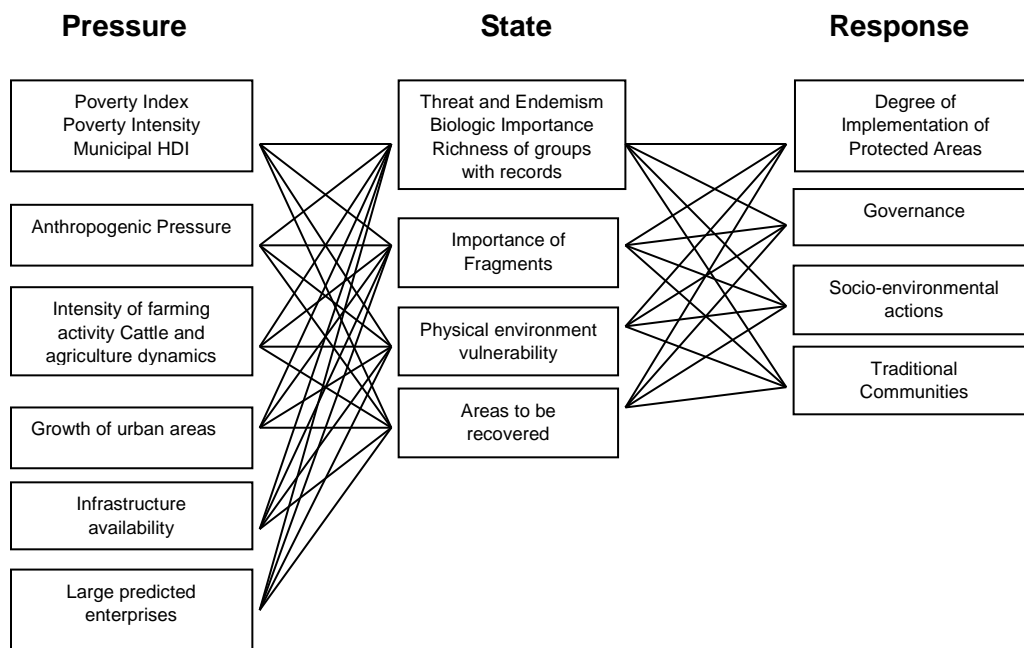 Pressure
State
Response
Poverty Index
Poverty Intensity
Municipal HDI
Anthropogenic Pressure
Intensity of farming
activity Cattle and
agriculture dynamics
Growth of urban areas
Infrastructure
availability
Large predicted
enterprises
Threat and Endemism
Biologic Importance
Richness of groups
with records
Importance of
Fragments
Physical environment
vulnerability
Areas to be
recovered
Degree of
Implementation of
Protected Areas
Governance
Socio-environmental
actions
Traditional
Communities